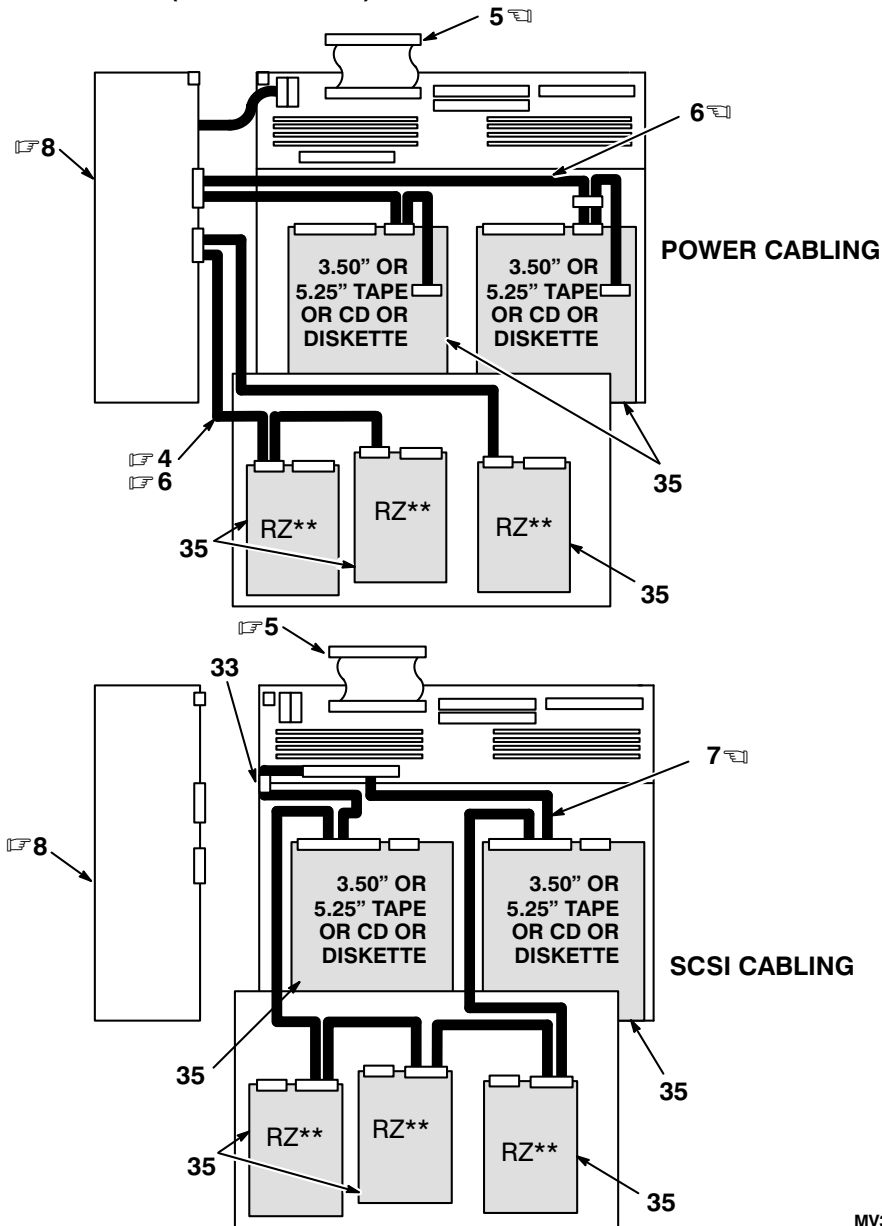 5☜
☞8
6☜
POWER CABLING
3.50” OR
5.25” TAPE
OR CD OR
DISKETTE
3.50” OR
5.25” TAPE
OR CD OR
DISKETTE
☞4
☞6
35
RZ**
RZ**
RZ**
35
35
☞5
33
7☜
☞8
3.50” OR
5.25” TAPE
OR CD OR
DISKETTE
3.50” OR
5.25” TAPE
OR CD OR
DISKETTE
SCSI CABLING
35
35
RZ**
RZ**
RZ**
35
35